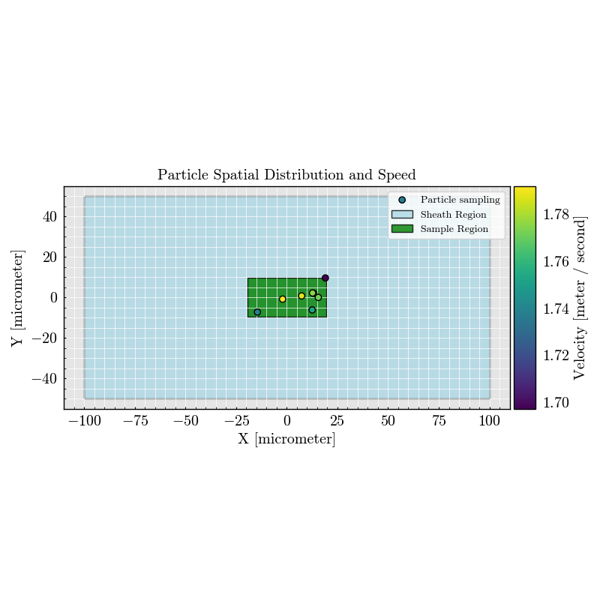 Particle Spatial Distribution and Speed
Particle sampling
Sheath Region
Sample Region
40
20
0
−20
−40
Y [micrometer]
−100 −75 −50 −25 0 25 50 75 100
X [micrometer]
1.78
1.76
1.74
1.72
1.70
Velocity [meter / second]